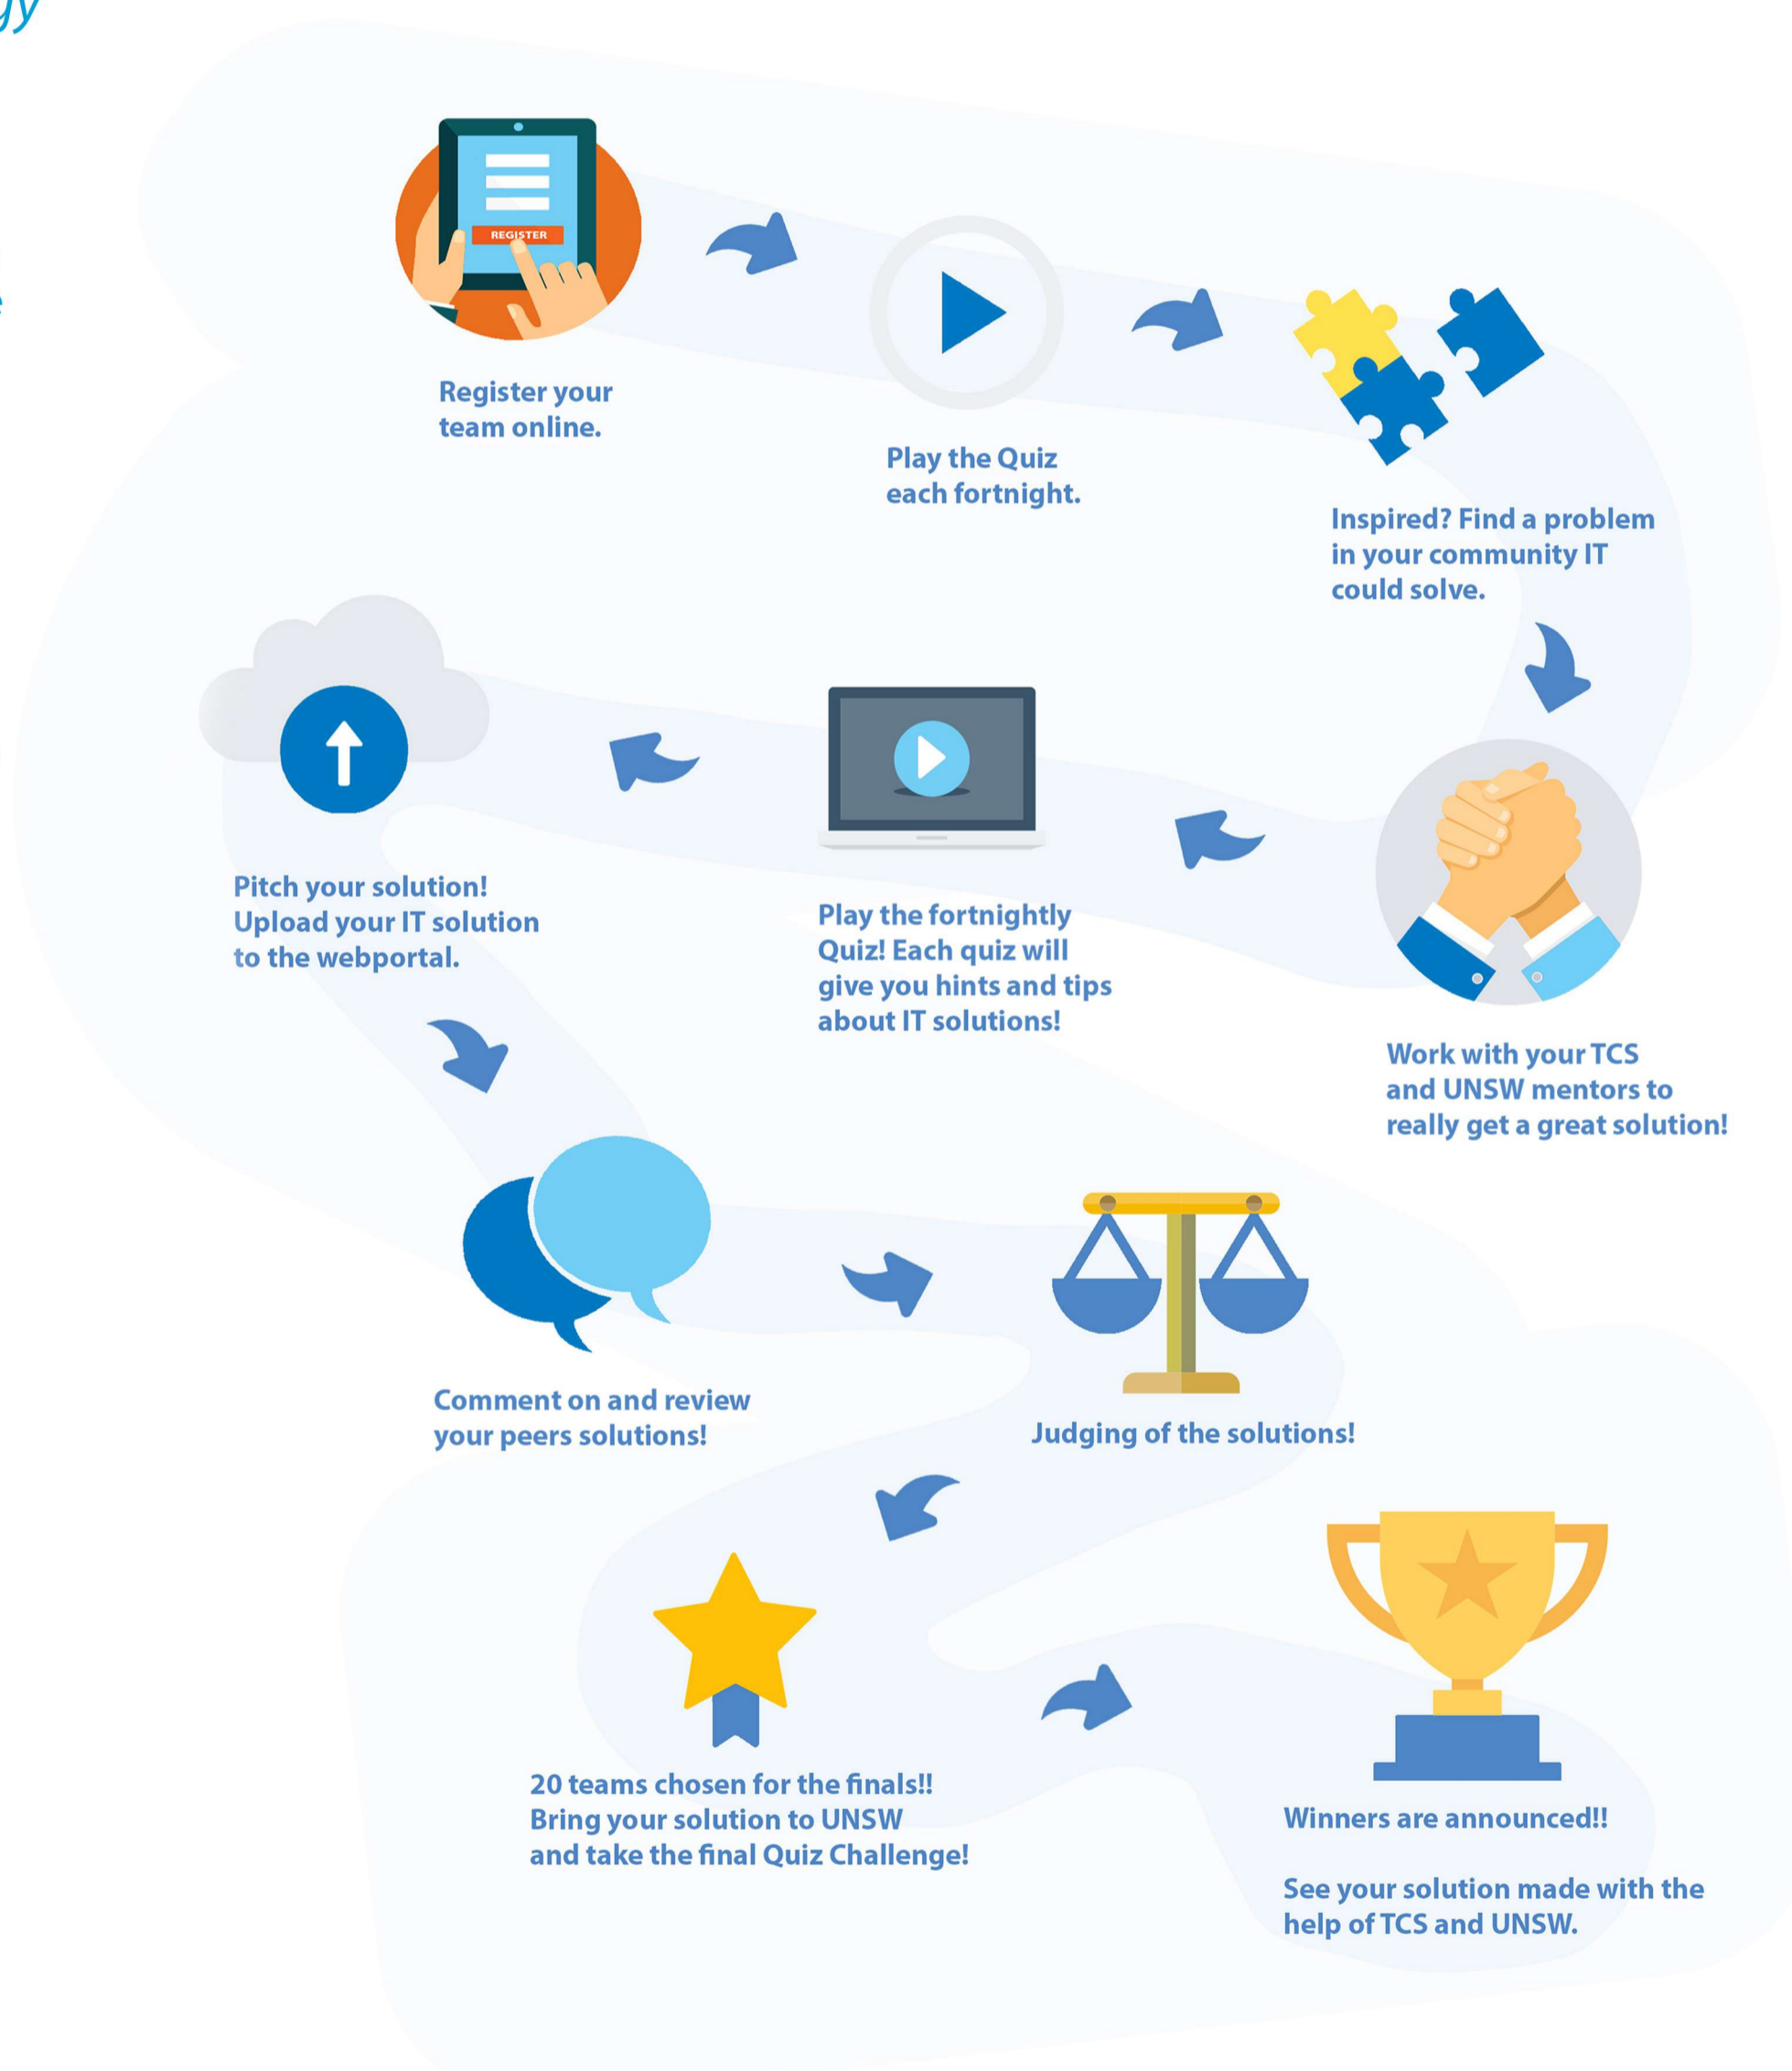 gy
REGISTER
Register your
team online.
Play the Quiz
each fortnight.
Inspired? Find a problem
in your community IT
could solve.
Work with your TCS
and UNSW mentors to
really get a great solution!
Play the fortnightly
Quiz! Each quiz will
give you hints and tips
about IT solutions!
Pitch your solution!
Upload your IT solution
to the webportal.
Comment on and review
your peers solutions!
Judging of the solutions!
20 teams chosen for the finals!!
Bring your solution to UNSW
and take the final Quiz Challenge!
Winners are announced!!
See your solution made with the
help of TCS and UNSW.